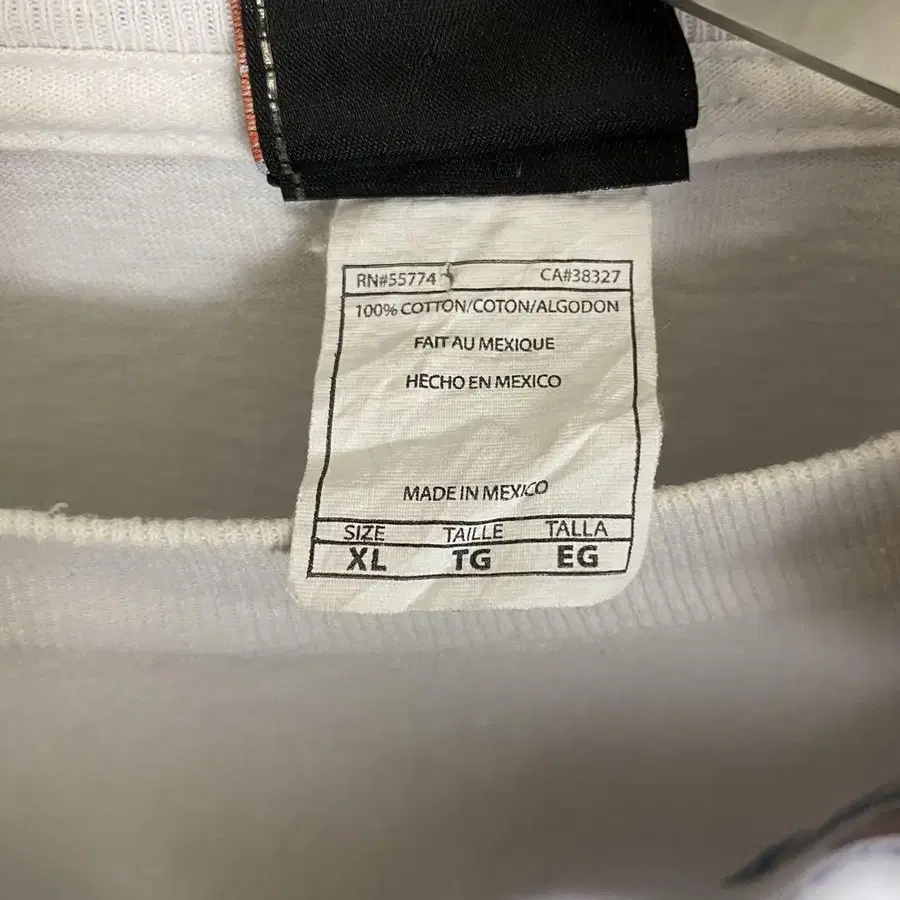 RN#55774 CA#38327
100% COTTON/COTON/ALGODON
FAIT AU MEXIQUE
HECHO EN MEXICO
MADE IN MEXICO
SIZE TAILLE TALLA
XL TG EG